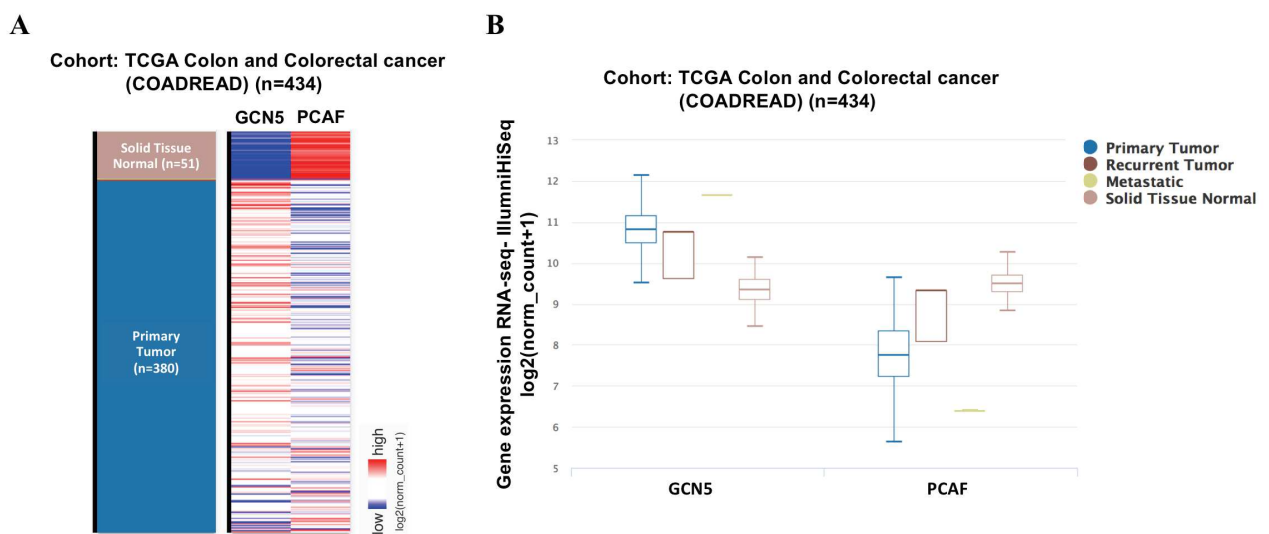 A
Cohort: TCGA Colon and Colorectal cancer
(COADREAD) (n=434)
GCN5 PCAF
Solid Tissue
Normal (n=51)
Primary
Tumor
(n=380)
low high
log2(norm_count+1)
B
Cohort: TCGA Colon and Colorectal cancer
(COADREAD) (n=434)
Gene expression RNA-seq- IllumniHiSeq
log2(norm_count+1)
13
12
11
10
9
8
7
6
5
GCN5 PCAF
Primary Tumor
Recurrent Tumor
Metastatic
Solid Tissue Normal